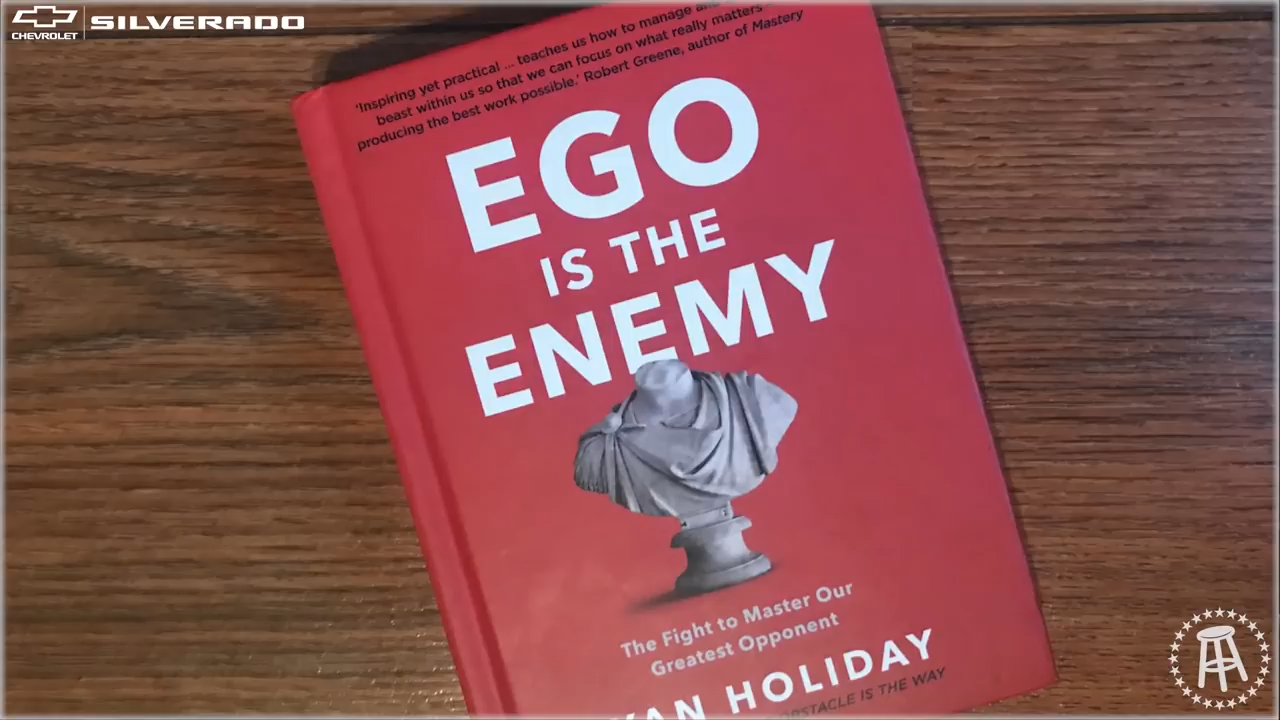 CHEVROLET
SILVERADO
'Inspiring yet practical ... teaches us how to manage
beast within us so that we can focus on what really matters
producing the best work possible.' Robert Greene, author of Mastery
EGO
IS THE
ENEMY
The Fight to Master Our
Greatest Opponent
HOLIDAY
OBSTACLE IS THE WAY